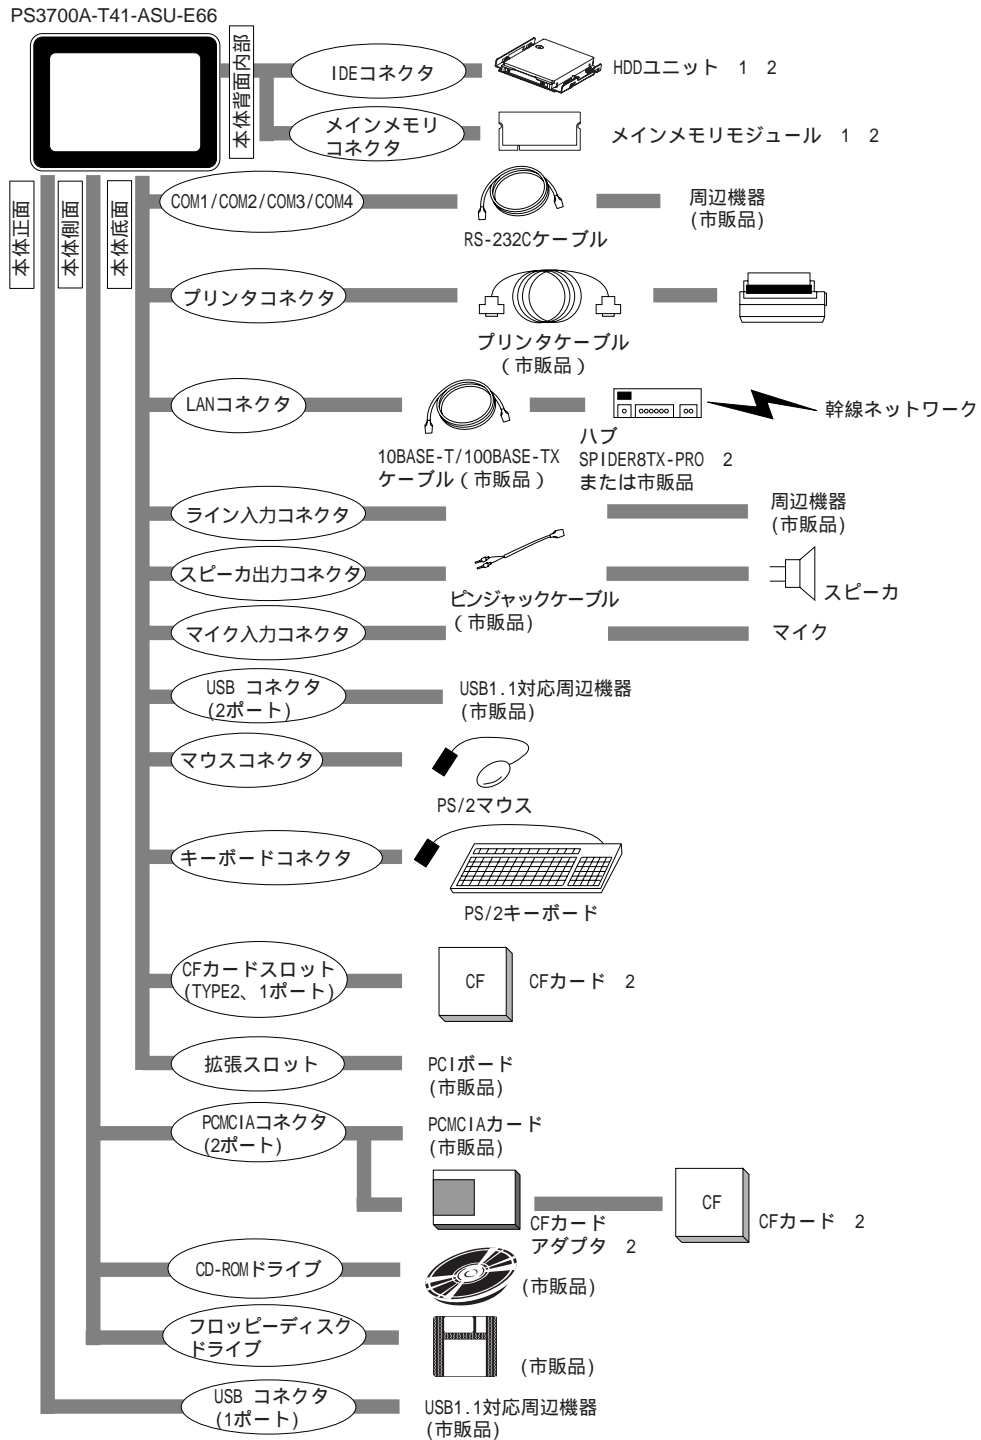 PS3700A-T41-ASU-E66
本体背面内部
IDEコネクタ
HDDユニット 1 2
メインメモリ
コネクタ
メインメモリモジュール 1 2
本体正面
本体側面
本体底面
COM1/COM2/COM3/COM4
RS-232Cケーブル
周辺機器
(市販品)
プリンタコネクタ
プリンタケーブル
(市販品)
LANコネクタ
10BASE-T/100BASE-TX
ケーブル(市販品)
ハブ
SPIDER8TX-PRO 2
または市販品
幹線ネットワーク
ライン入力コネクタ
周辺機器
(市販品)
スピーカ出力コネクタ
ピンジャックケーブル
(市販品)
スピーカ
マイク入力コネクタ
マイク
USB コネクタ
(2ポート)
USB1.1対応周辺機器
(市販品)
マウスコネクタ
PS/2マウス
キーボードコネクタ
PS/2キーボード
CFカードスロット
(TYPE2、1ポート)
CF
CFカード 2
拡張スロット
PCIボード
(市販品)
PCMCIAコネクタ
(2ポート)
PCMCIAカード
(市販品)
CFカード
アダプタ 2
CF
CFカード 2
CD-ROMドライブ
(市販品)
フロッピーディスク
ドライブ
(市販品)
USB コネクタ
(1ポート)
USB1.1対応周辺機器
(市販品)